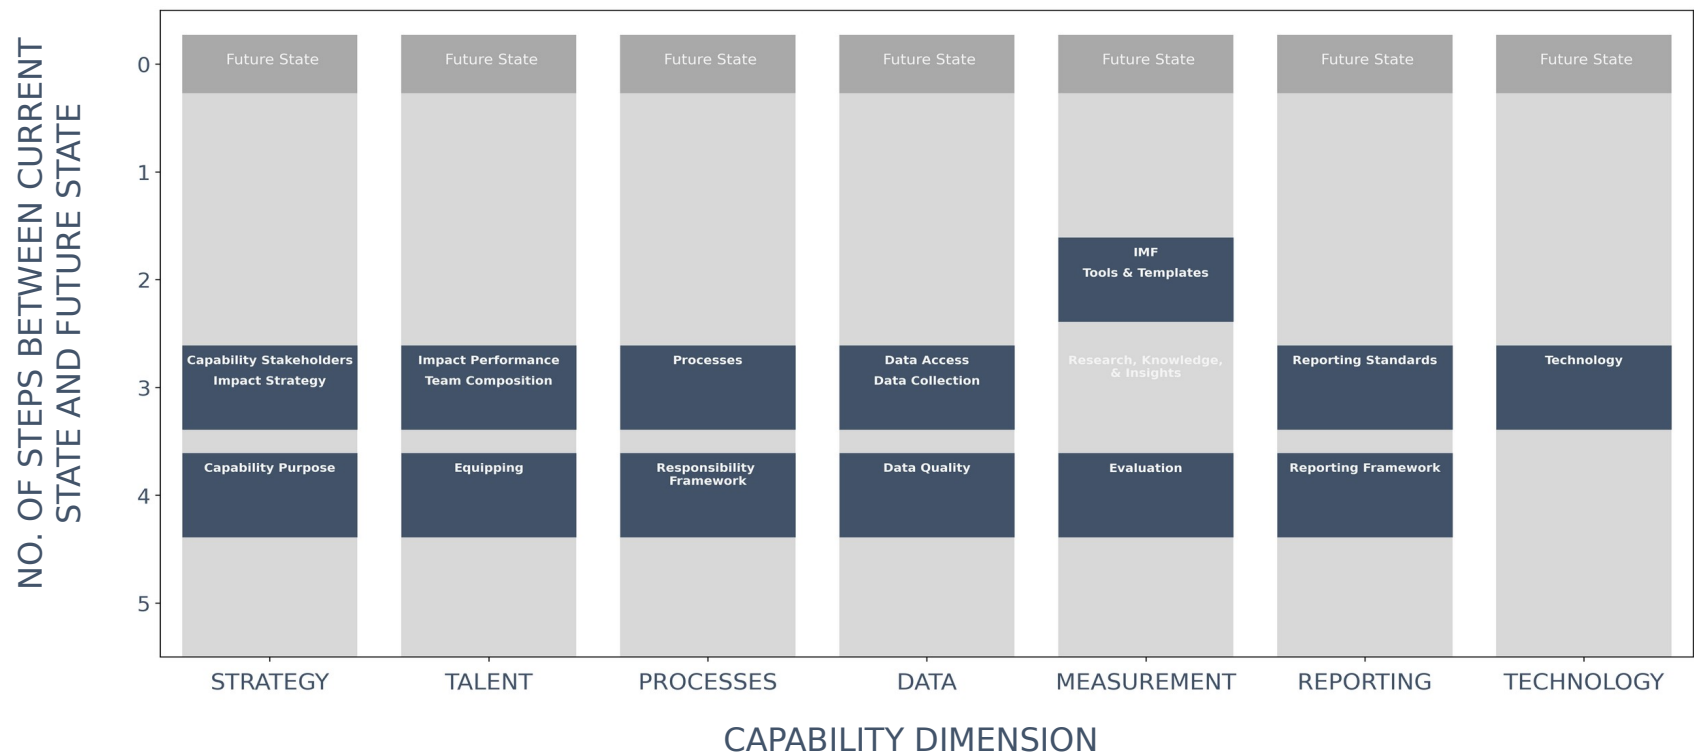 NO. OF STEPS BETWEEN CURRENT
STATE AND FUTURE STATE
0
1
2
3
4
5
Future State
Future State
Future State
Future State
Future State
Future State
Future State
IMF
Tools & Templates
Capability Stakeholders
Impact Strategy
Impact Performance
Team Composition
Processes
Data Access
Data Collection
Research, Knowledge,
& Insights
Reporting Standards
Technology
Capability Purpose
Equipping
Responsibility
Framework
Data Quality
Evaluation
Reporting Framework
STRATEGY
TALENT
PROCESSES
DATA
MEASUREMENT
REPORTING
TECHNOLOGY
CAPABILITY DIMENSION